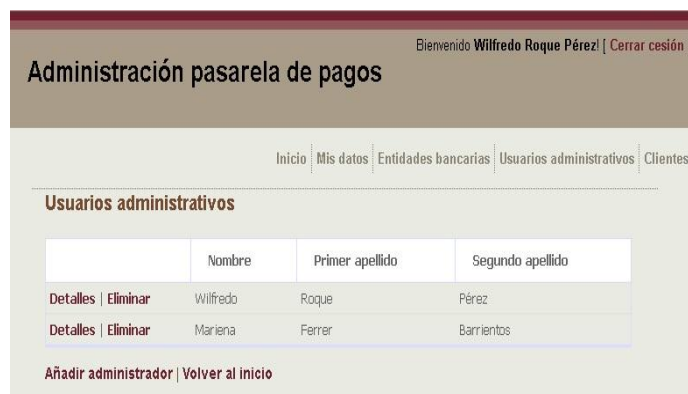 Bienvenido Wilfredo Roque Pérez! [ Cerrar cesión
Administración pasarela de pagos
Inicio Mis datos Entidades bancarias Usuarios administrativos Clientes
Usuarios administrativos
Nombre Primer apellido Segundo apellido
Detalles | Eliminar Wilfredo Roque Pérez
Detalles | Eliminar Mariena Ferrer Barrientos
Añadir administrador | Volver al inicio